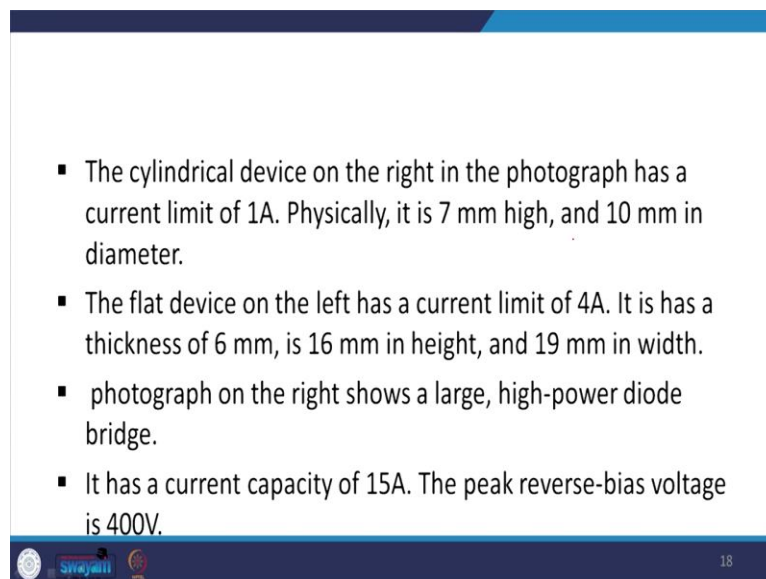 ▪ The cylindrical device on the right in the photograph has a
current limit of 1A. Physically, it is 7 mm high, and 10 mm in
diameter.
▪ The flat device on the left has a current limit of 4A. It is has a
thickness of 6 mm, is 16 mm in height, and 19 mm in width.
▪ photograph on the right shows a large, high-power diode
bridge.
▪ It has a current capacity of 15A. The peak reverse-bias voltage
is 400V.
swayam
18